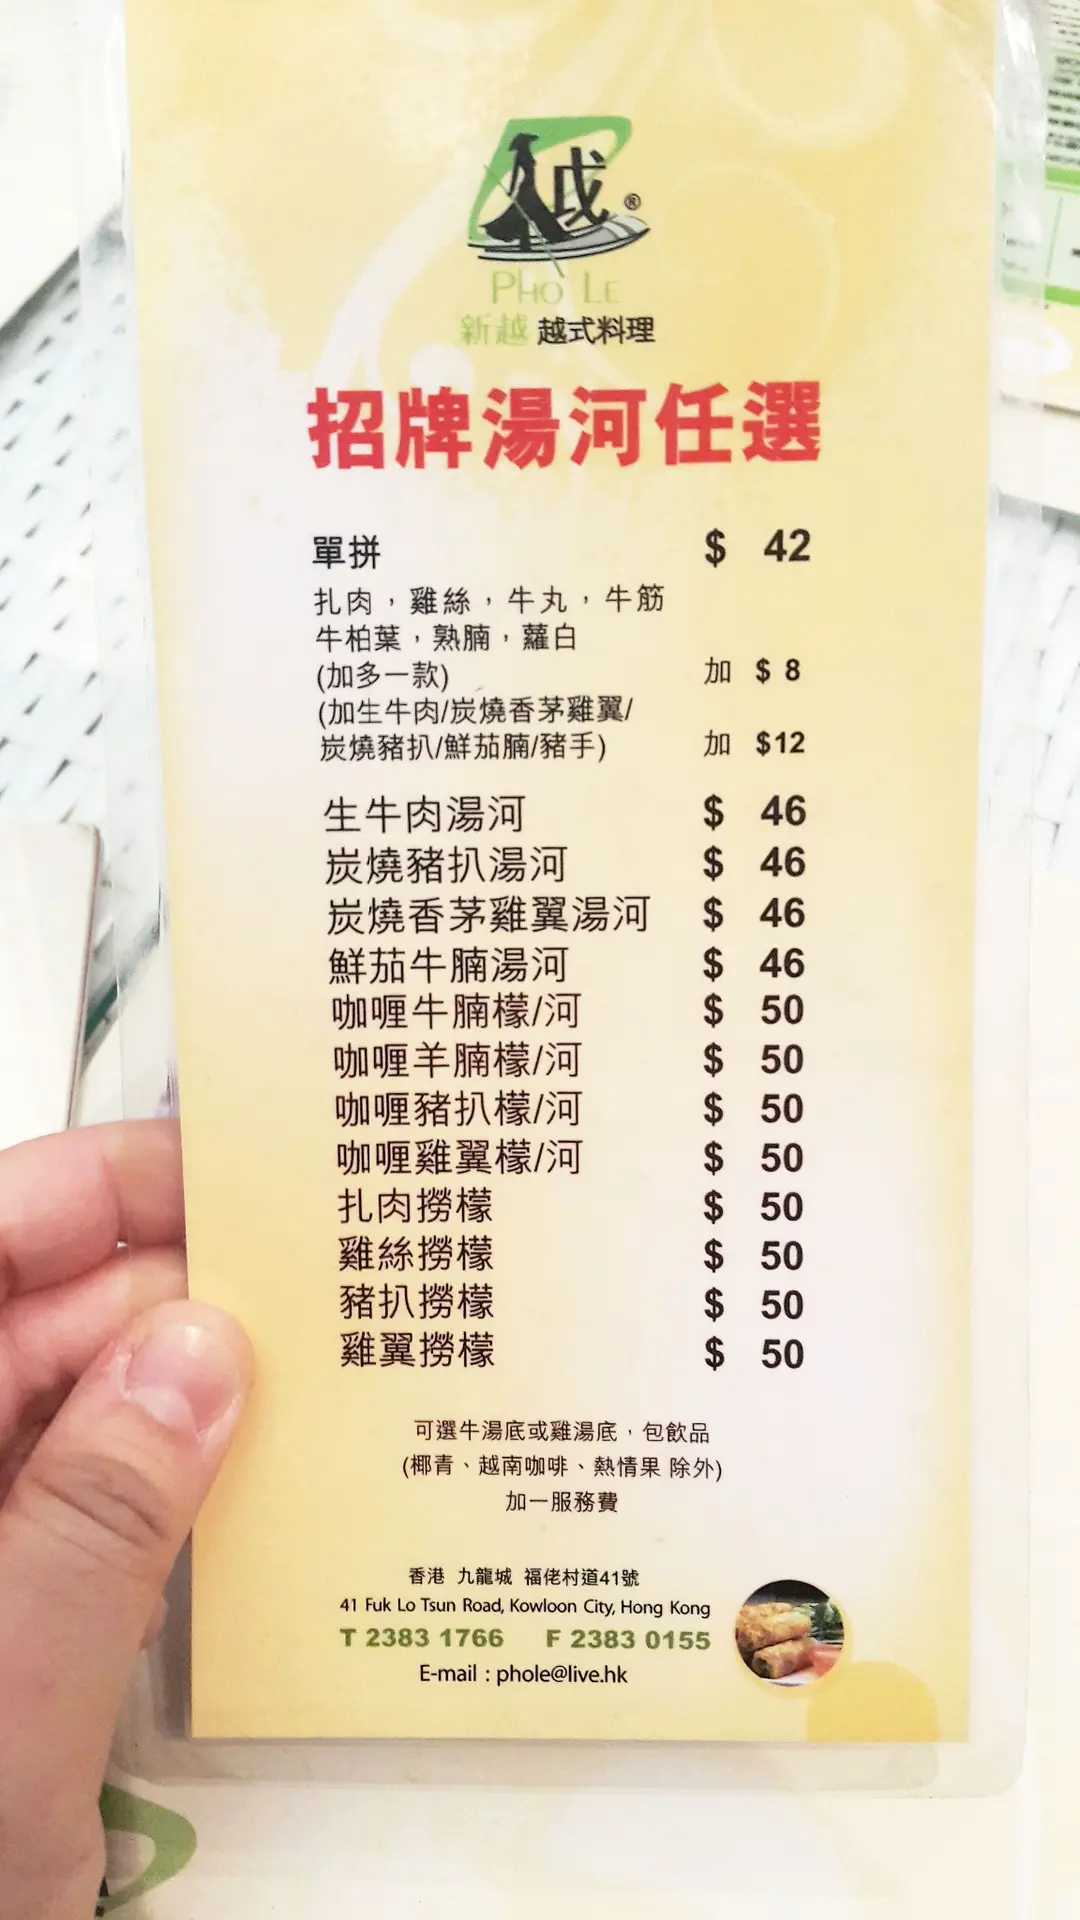 越®
PHO LE
新越 越式料理
招牌湯河任選
單拼 $ 42
扎肉，雞絲，牛丸，牛筋
牛柏葉，熟腩，蘿白
(加多一款) 加 $ 8
(加生牛肉/炭燒香茅雞翼/
炭燒豬扒/鮮茄腩/豬手) 加 $12
生牛肉湯河 $ 46
炭燒豬扒湯河 $ 46
炭燒香茅雞翼湯河 $ 46
鮮茄牛腩湯河 $ 46
咖喱牛腩檬/河 $ 50
咖喱羊腩檬/河 $ 50
咖喱豬扒檬/河 $ 50
咖喱雞翼檬/河 $ 50
扎肉撈檬 $ 50
雞絲撈檬 $ 50
豬扒撈檬 $ 50
雞翼撈檬 $ 50
可選牛湯底或雞湯底，包飲品
(椰青、越南咖啡、熱情果 除外)
加一服務費
香港 九龍城 福佬村道41號
41 Fuk Lo Tsun Road, Kowloon City, Hong Kong
T 2383 1766 F 2383 0155
E-mail : phole@live.hk